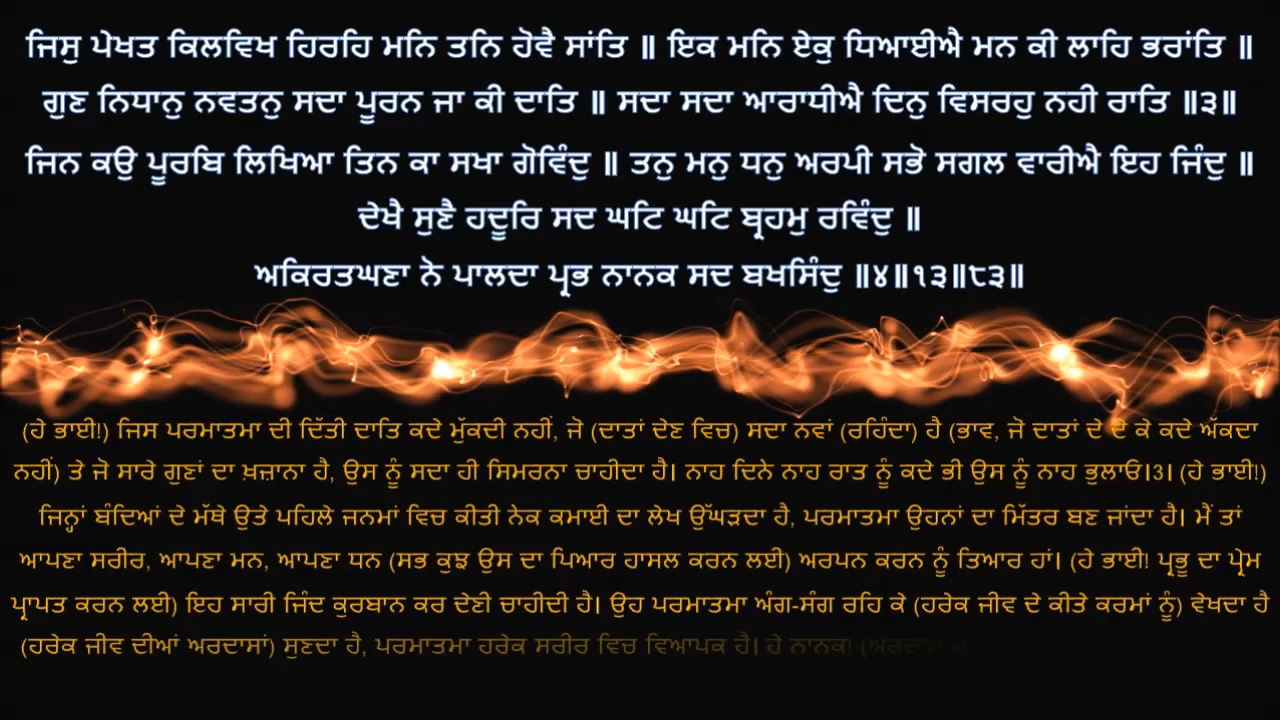 ਜਿਸੁ ਪੇਖਤ ਕਿਲਵਿਖ ਹਿਰਹਿ ਮਨਿ ਤਨਿ ਹੋਵੈ ਸਾਂਤਿ ॥ ਇਕ ਮਨਿ ਏਕੁ ਧਿਆਈਐ ਮਨ ਕੀ ਲਾਹਿ ਭਰਾਂਤਿ ॥
ਗੁਣ ਨਿਧਾਨੁ ਨਵਤਨੁ ਸਦਾ ਪੂਰਨ ਜਾ ਕੀ ਦਾਤਿ ॥ ਸਦਾ ਸਦਾ ਆਰਾਧੀਐ ਦਿਨੁ ਵਿਸਰਹੁ ਨਹੀ ਰਾਤਿ ॥੩॥
ਜਿਨ ਕਉ ਪੂਰਬਿ ਲਿਖਿਆ ਤਿਨ ਕਾ ਸਖਾ ਗੋਵਿੰਦੁ ॥ ਤਨੁ ਮਨੁ ਧਨੁ ਅਰਪੀ ਸਭੋ ਸਗਲ ਵਾਰੀਐ ਇਹ ਜਿੰਦੁ ॥
ਦੇਖੈ ਸੁਣੈ ਹਦੂਰਿ ਸਦ ਘਟਿ ਘਟਿ ਬ੍ਰਹਮੁ ਰਵਿੰਦੁ ॥
ਅਕਿਰਤਘਣਾ ਨੋ ਪਾਲਦਾ ਪ੍ਰਭ ਨਾਨਕ ਸਦ ਬਖਸਿੰਦੁ ॥੪॥੧੩॥੮੩॥
(ਹੇ ਭਾਈ!) ਜਿਸ ਪਰਮਾਤਮਾ ਦੀ ਦਿੱਤੀ ਦਾਤਿ ਕਦੇ ਮੁੱਕਦੀ ਨਹੀਂ, ਜੋ (ਦਾਤਾਂ ਦੇਣ ਵਿਚ) ਸਦਾ ਨਵਾਂ (ਰਹਿੰਦਾ) ਹੈ (ਭਾਵ, ਜੋ ਦਾਤਾਂ ਦੇ ਦੇ ਕੇ ਕਦੇ ਅੱਕਦਾ
ਨਹੀਂ) ਤੇ ਜੋ ਸਾਰੇ ਗੁਣਾਂ ਦਾ ਖ਼ਜ਼ਾਨਾ ਹੈ, ਉਸ ਨੂੰ ਸਦਾ ਹੀ ਸਿਮਰਨਾ ਚਾਹੀਦਾ ਹੈ। ਨਾਹ ਦਿਨੇ ਨਾਹ ਰਾਤ ਨੂੰ ਕਦੇ ਭੀ ਉਸ ਨੂੰ ਨਾਹ ਭੁਲਾਓ।3। (ਹੇ ਭਾਈ!)
ਜਿਨ੍ਹਾਂ ਬੰਦਿਆਂ ਦੇ ਮੱਥੇ ਉਤੇ ਪਹਿਲੇ ਜਨਮਾਂ ਵਿਚ ਕੀਤੀ ਨੇਕ ਕਮਾਈ ਦਾ ਲੇਖ ਉੱਘੜਦਾ ਹੈ, ਪਰਮਾਤਮਾ ਉਹਨਾਂ ਦਾ ਮਿੱਤਰ ਬਣ ਜਾਂਦਾ ਹੈ। ਮੈਂ ਤਾਂ
ਆਪਣਾ ਸਰੀਰ, ਆਪਣਾ ਮਨ, ਆਪਣਾ ਧਨ (ਸਭ ਕੁਝ ਉਸ ਦਾ ਪਿਆਰ ਹਾਸਲ ਕਰਨ ਲਈ) ਅਰਪਨ ਕਰਨ ਨੂੰ ਤਿਆਰ ਹਾਂ। (ਹੇ ਭਾਈ! ਪ੍ਰਭੂ ਦਾ ਪ੍ਰੇਮ
ਪ੍ਰਾਪਤ ਕਰਨ ਲਈ) ਇਹ ਸਾਰੀ ਜਿੰਦ ਕੁਰਬਾਨ ਕਰ ਦੇਣੀ ਚਾਹੀਦੀ ਹੈ। ਉਹ ਪਰਮਾਤਮਾ ਅੰਗ-ਸੰਗ ਰਹਿ ਕੇ (ਹਰੇਕ ਜੀਵ ਦੇ ਕੀਤੇ ਕਰਮਾਂ ਨੂੰ) ਵੇਖਦਾ ਹੈ
(ਹਰੇਕ ਜੀਵ ਦੀਆਂ ਅਰਦਾਸਾਂ) ਸੁਣਦਾ ਹੈ, ਪਰਮਾਤਮਾ ਹਰੇਕ ਸਰੀਰ ਵਿਚ ਵਿਆਪਕ ਹੈ। ਹੇ ਨਾਨਕ!